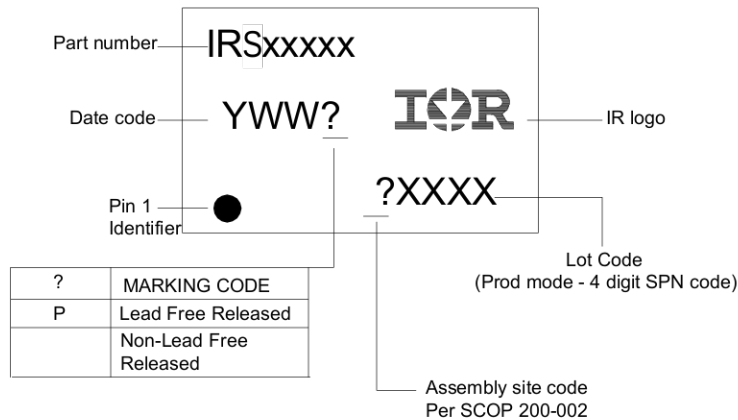 Part number
IRSxxxxx
Date code
YWW?
IOR
IR logo
?XXXX
Pin 1
Identifier
Lot Code
(Prod mode - 4 digit SPN code)
? MARKING CODE
P Lead Free Released
Non-Lead Free
Released
Assembly site code
Per SCOP 200-002